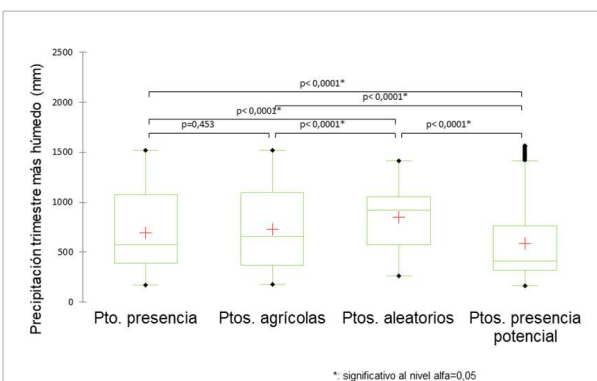 Precipitación trimestre más húmedo (mm)
2500
2000
1500
1000
500
0
p< 0,0001*
p< 0,0001*
p< 0,0001*
p=0,453
p< 0,0001*
p< 0,0001*
Pto. presencia
Ptos. agrícolas
Ptos. aleatorios
Ptos. presencia
potencial
*: significativo al nivel alfa=0,05